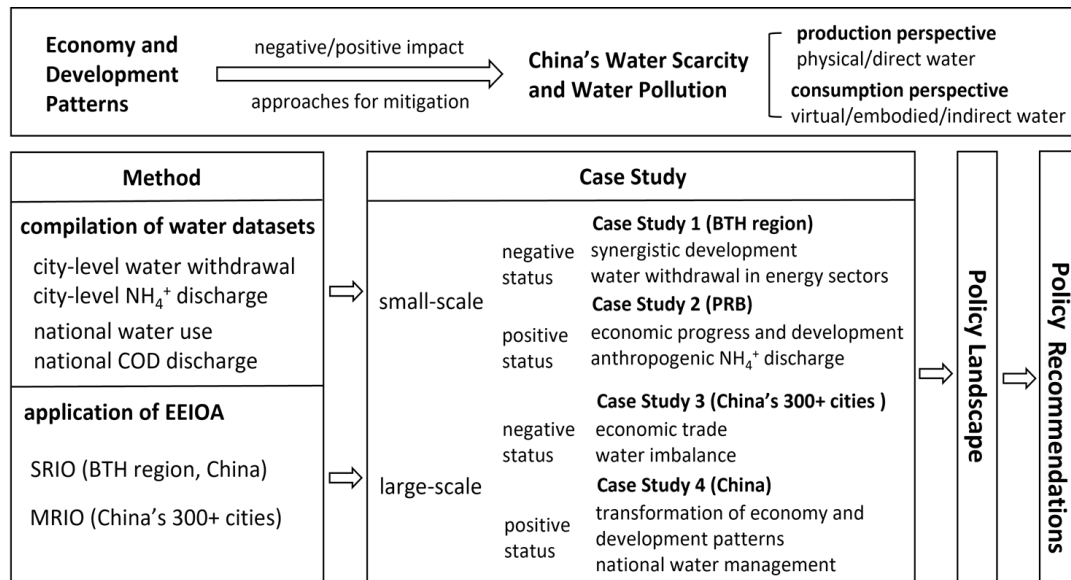 Economy and
Development
Patterns
negative/positive impact
approaches for mitigation
China's Water Scarcity
and Water Pollution
production perspective
physical/direct water
consumption perspective
virtual/embodied/indirect water
Method
compilation of water datasets
city-level water withdrawal
city-level NH₄⁺ discharge
national water use
national COD discharge
application of EEIOA
SRIO (BTH region, China)
MRIO (China's 300+ cities)
Case Study
small-scale
negative
status
Case Study 1 (BTH region)
synergistic development
water withdrawal in energy sectors
positive
status
Case Study 2 (PRB)
economic progress and development
anthropogenic NH₄⁺ discharge
large-scale
negative
status
Case Study 3 (China's 300+ cities )
economic trade
water imbalance
positive
status
Case Study 4 (China)
transformation of economy and
development patterns
national water management
Policy Landscape
Policy Recommendations